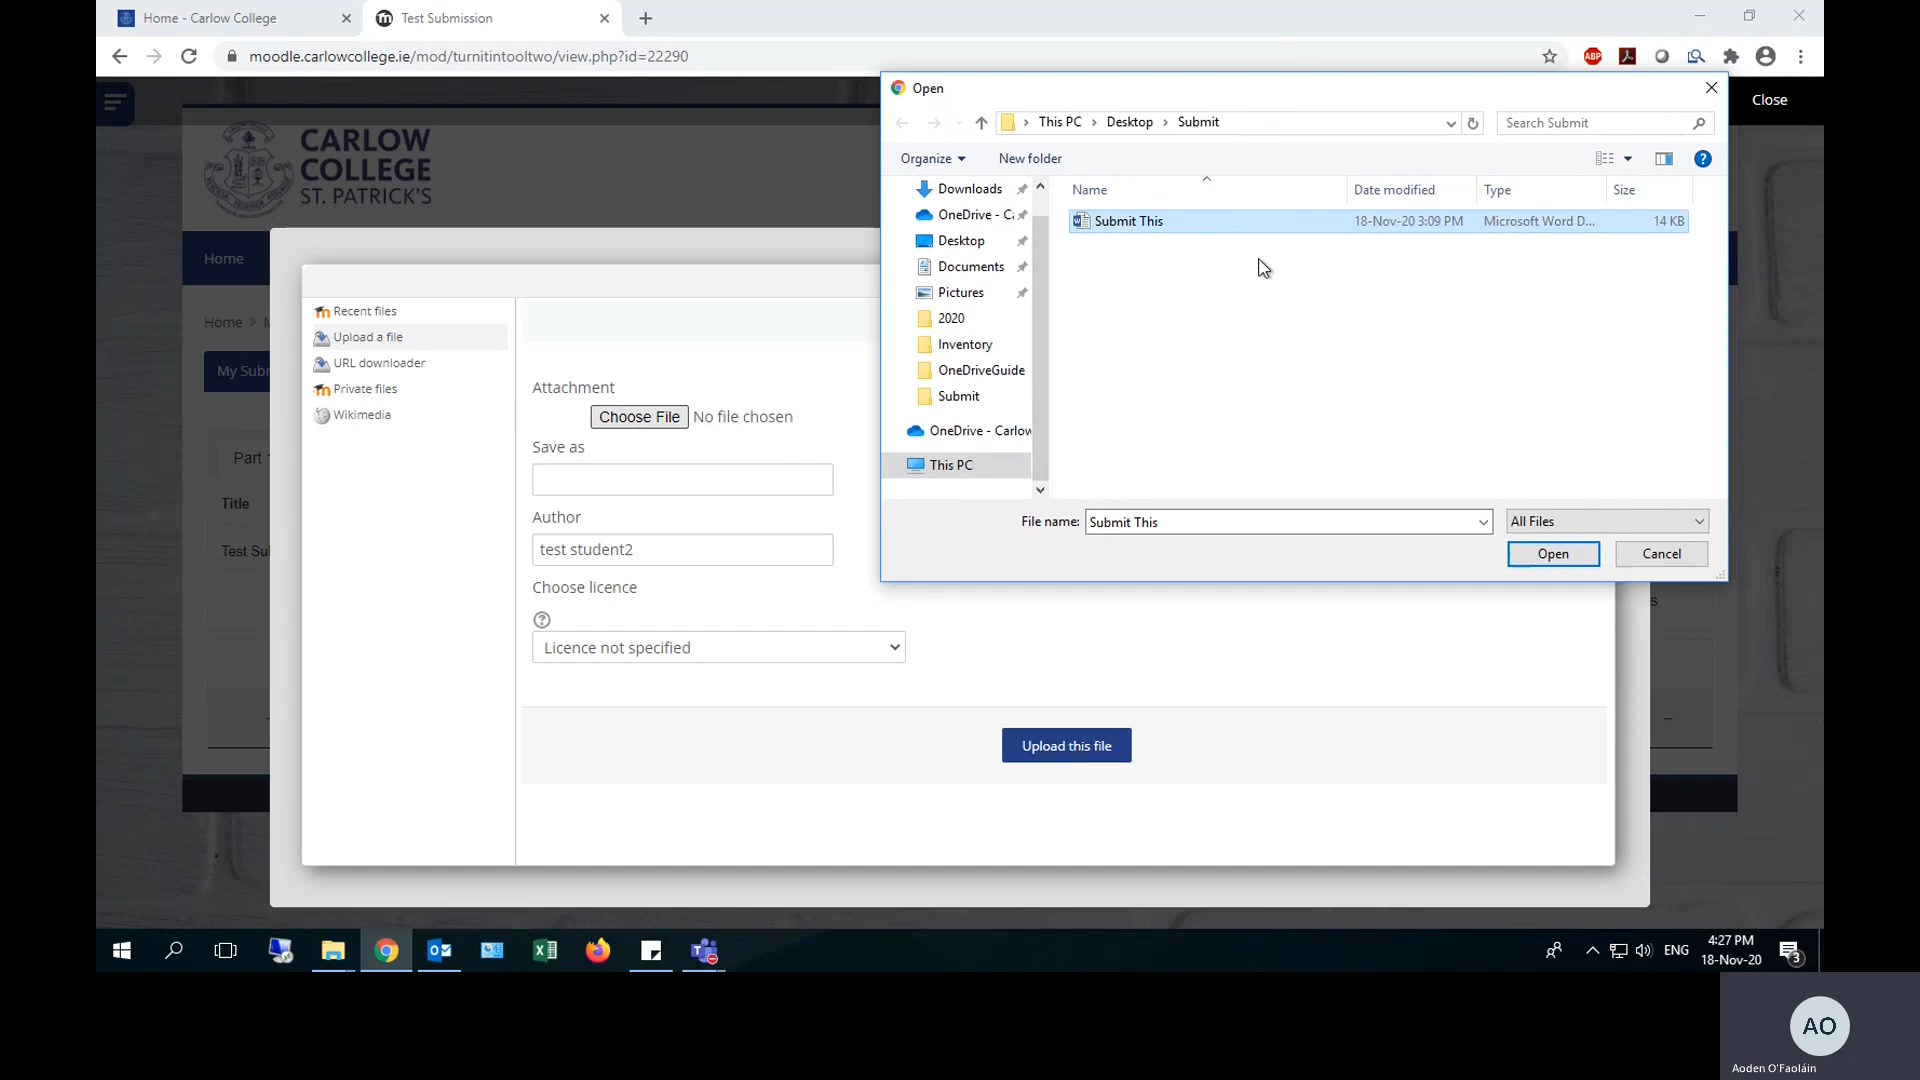 Home - Carlow College
Test Submission
moodle.carlowcollege.ie/mod/turnitintooltwo/view.php?id=22290
ABP
Close
CARLOW
COLLEGE
ST. PATRICK'S
Home
Home
My Sub
Part
Title
Test Su
Recent files
Upload a file
URL downloader
Private files
Wikimedia
Attachment
Choose File No file chosen
Save as
Author
test student2
Choose licence
?
Licence not specified
Upload this file
Open
This PC > Desktop > Submit
Search Submit
Organize
New folder
?
Name Date modified Type Size
Submit This 18-Nov-20 3:09 PM Microsoft Word D... 14 KB
Downloads
OneDrive - Ca
Desktop
Documents
Pictures
2020
Inventory
OneDriveGuide
Submit
OneDrive - Carlow
This PC
File name: Submit This
All Files
Open Cancel
s
--
ENG
4:27 PM
18-Nov-20
3
AO
Aoden O'Faoláin